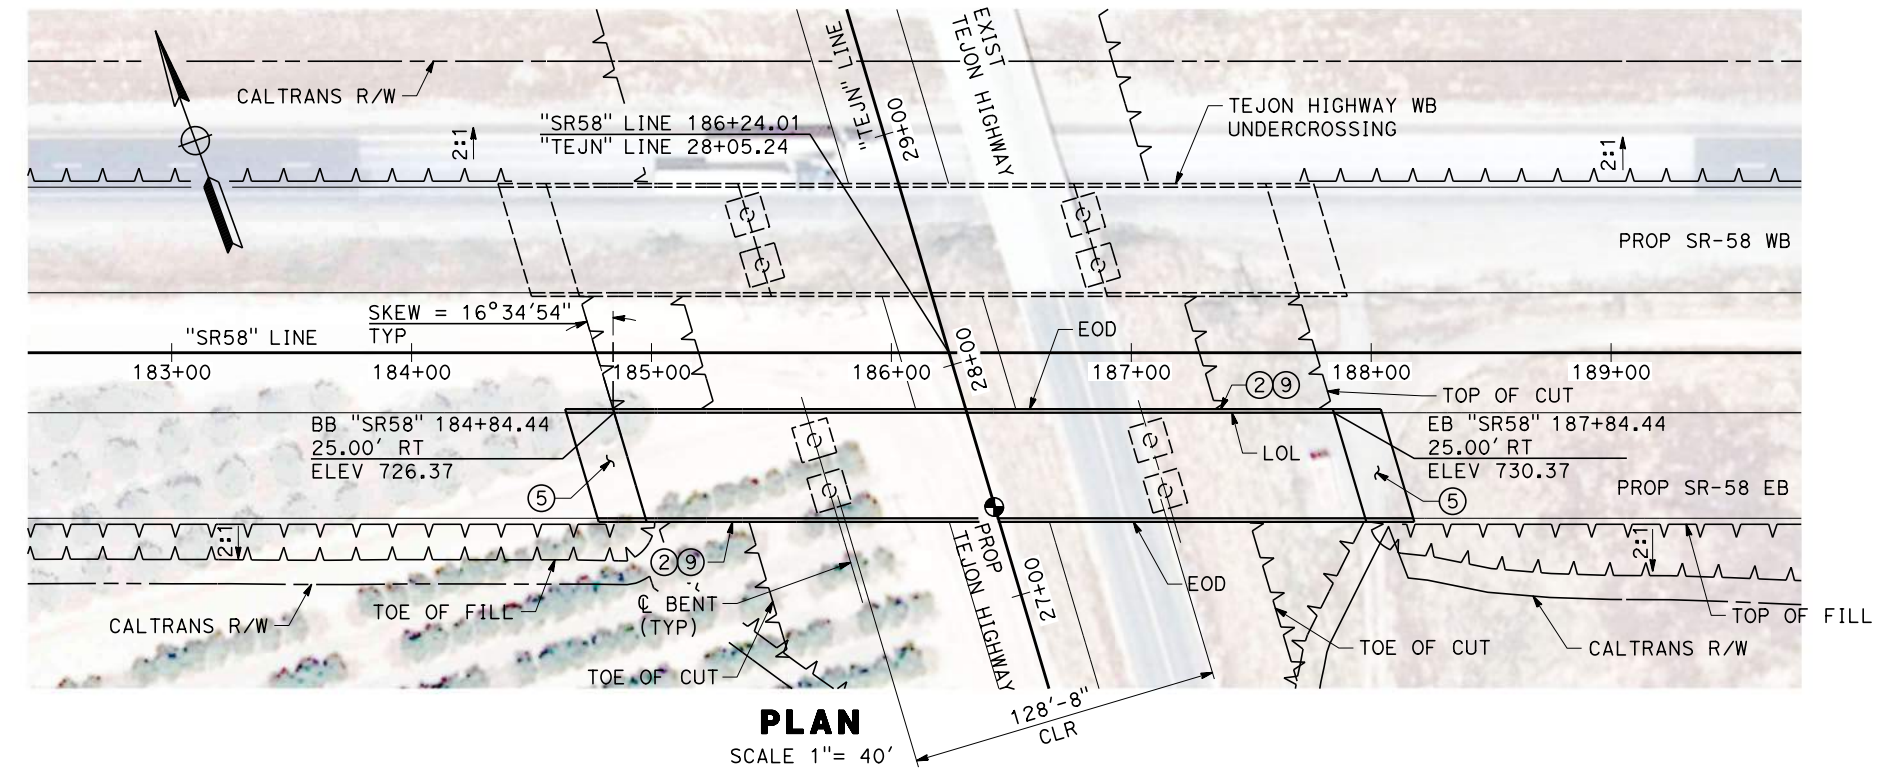 EXIST
TEJON HIGHWAY
"TEJN" LINE
29+00
CALTRANS R/W
TEJON HIGHWAY WB
UNDERCROSSING
"SR58" LINE 186+24.01
"TEJN" LINE 28+05.24
2:1
2:1
C
C
C
C
PROP SR-58 WB
SKEW = 16°34'54"
TYP
"SR58" LINE
EOD
28+00
183+00
184+00
185+00
186+00
187+00
188+00
189+00
2 9
TOP OF CUT
BB "SR58" 184+84.44
25.00' RT
ELEV 726.37
EB "SR58" 187+84.44
25.00' RT
ELEV 730.37
C
C
C
C
LOL
5
5
PROP SR-58 EB
2:1
2:1
2 9
PROP
TEJON HIGHWAY
27+00
EOD
TOE OF FILL
℄ BENT
(TYP)
CALTRANS R/W
TOP OF FILL
TOE OF CUT
CALTRANS R/W
TOE OF CUT
128'-8"
CLR
PLAN
SCALE 1"= 40'